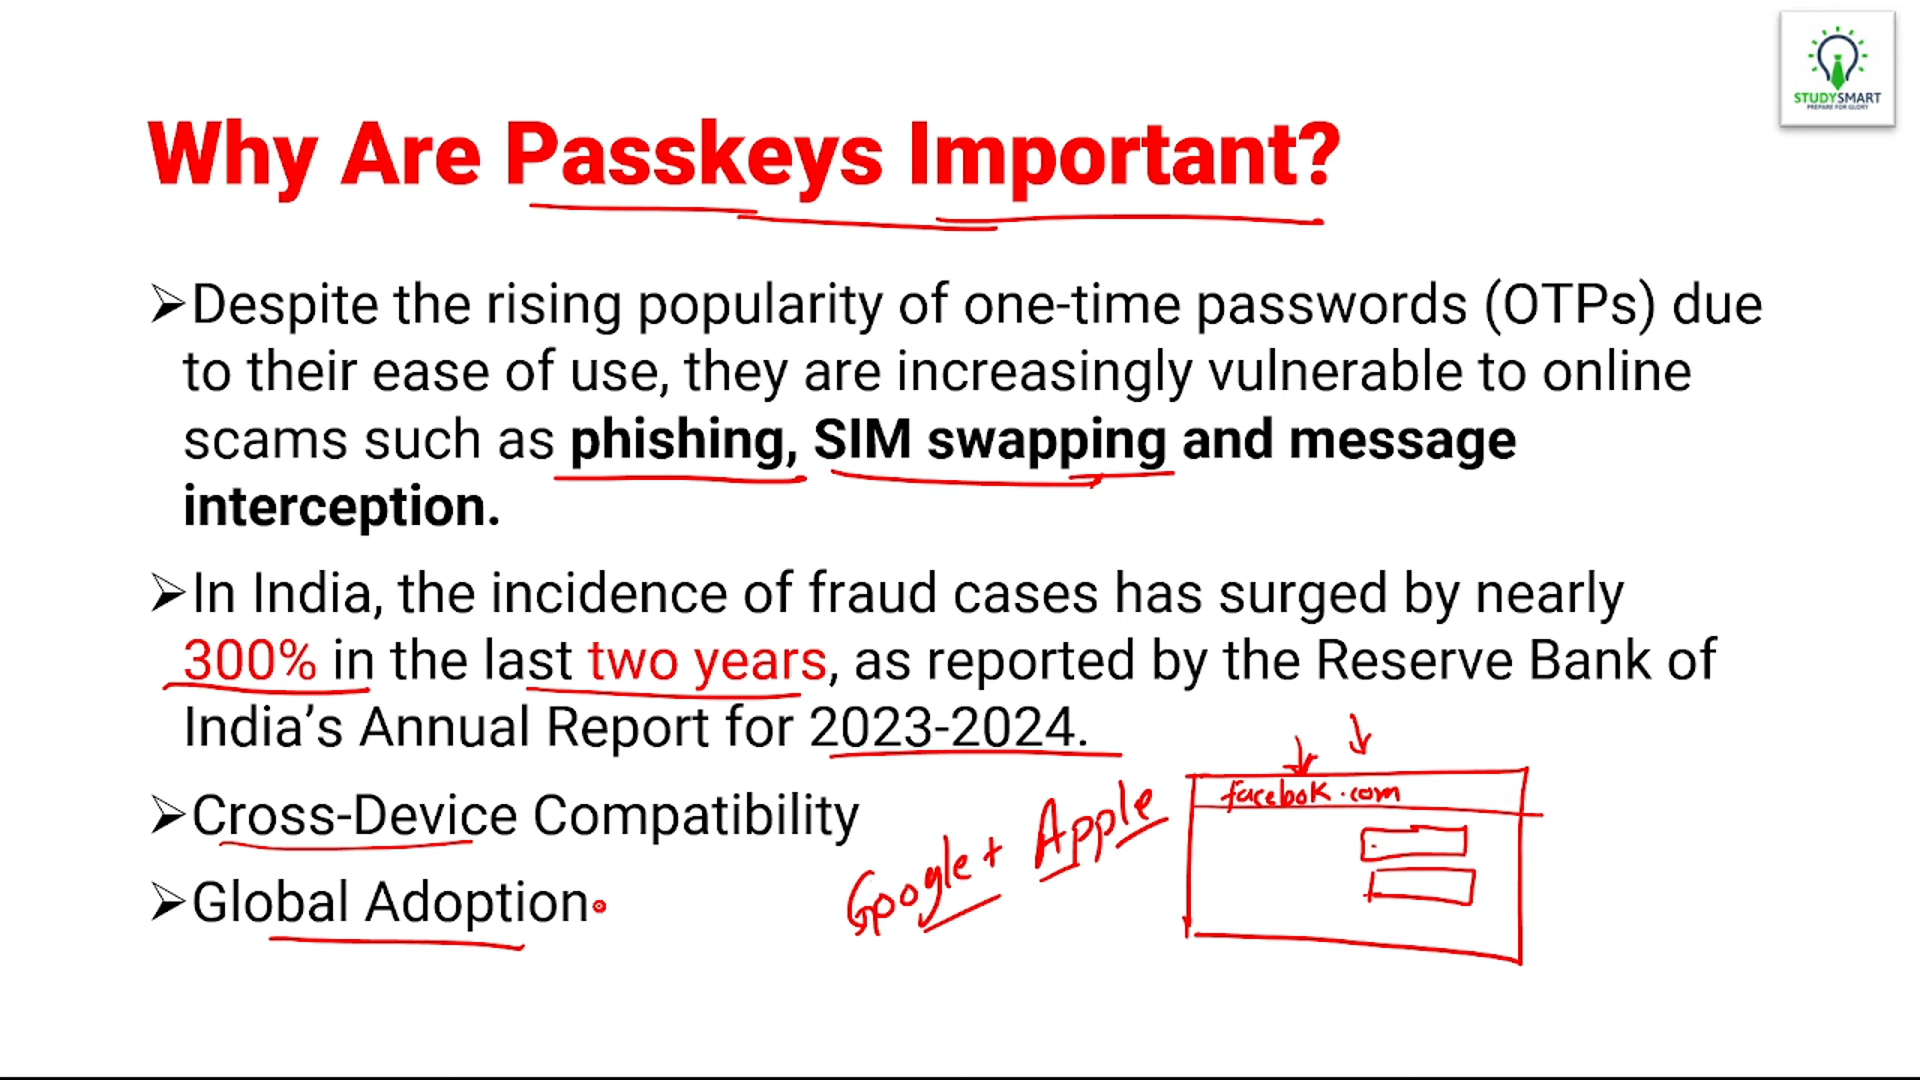 STUDYSMART
PREPARE FOR GLORY
Why Are Passkeys Important?
➢Despite the rising popularity of one-time passwords (OTPs) due
to their ease of use, they are increasingly vulnerable to online
scams such as phishing, SIM swapping and message
interception.
➢In India, the incidence of fraud cases has surged by nearly
300% in the last two years, as reported by the Reserve Bank of
India’s Annual Report for 2023-2024.
➢Cross-Device Compatibility
➢Global Adoption
Google + Apple
facebok.com